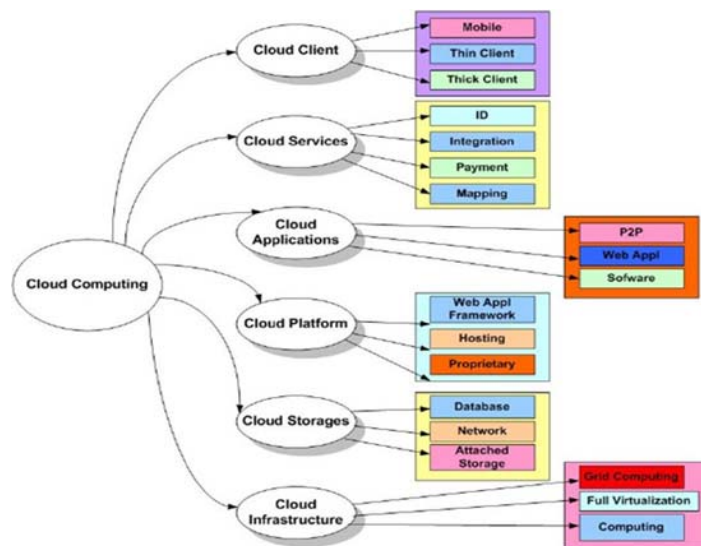 Cloud Computing
Cloud Client
Mobile
Thin Client
Thick Client
Cloud Services
ID
Integration
Payment
Mapping
Cloud
Applications
P2P
Web Appl
Sofware
Cloud Platform
Web Appl
Framework
Hosting
Proprietary
Cloud Storages
Database
Network
Attached
Storage
Cloud
Infrastructure
Grid Computing
Full Virtualization
Computing